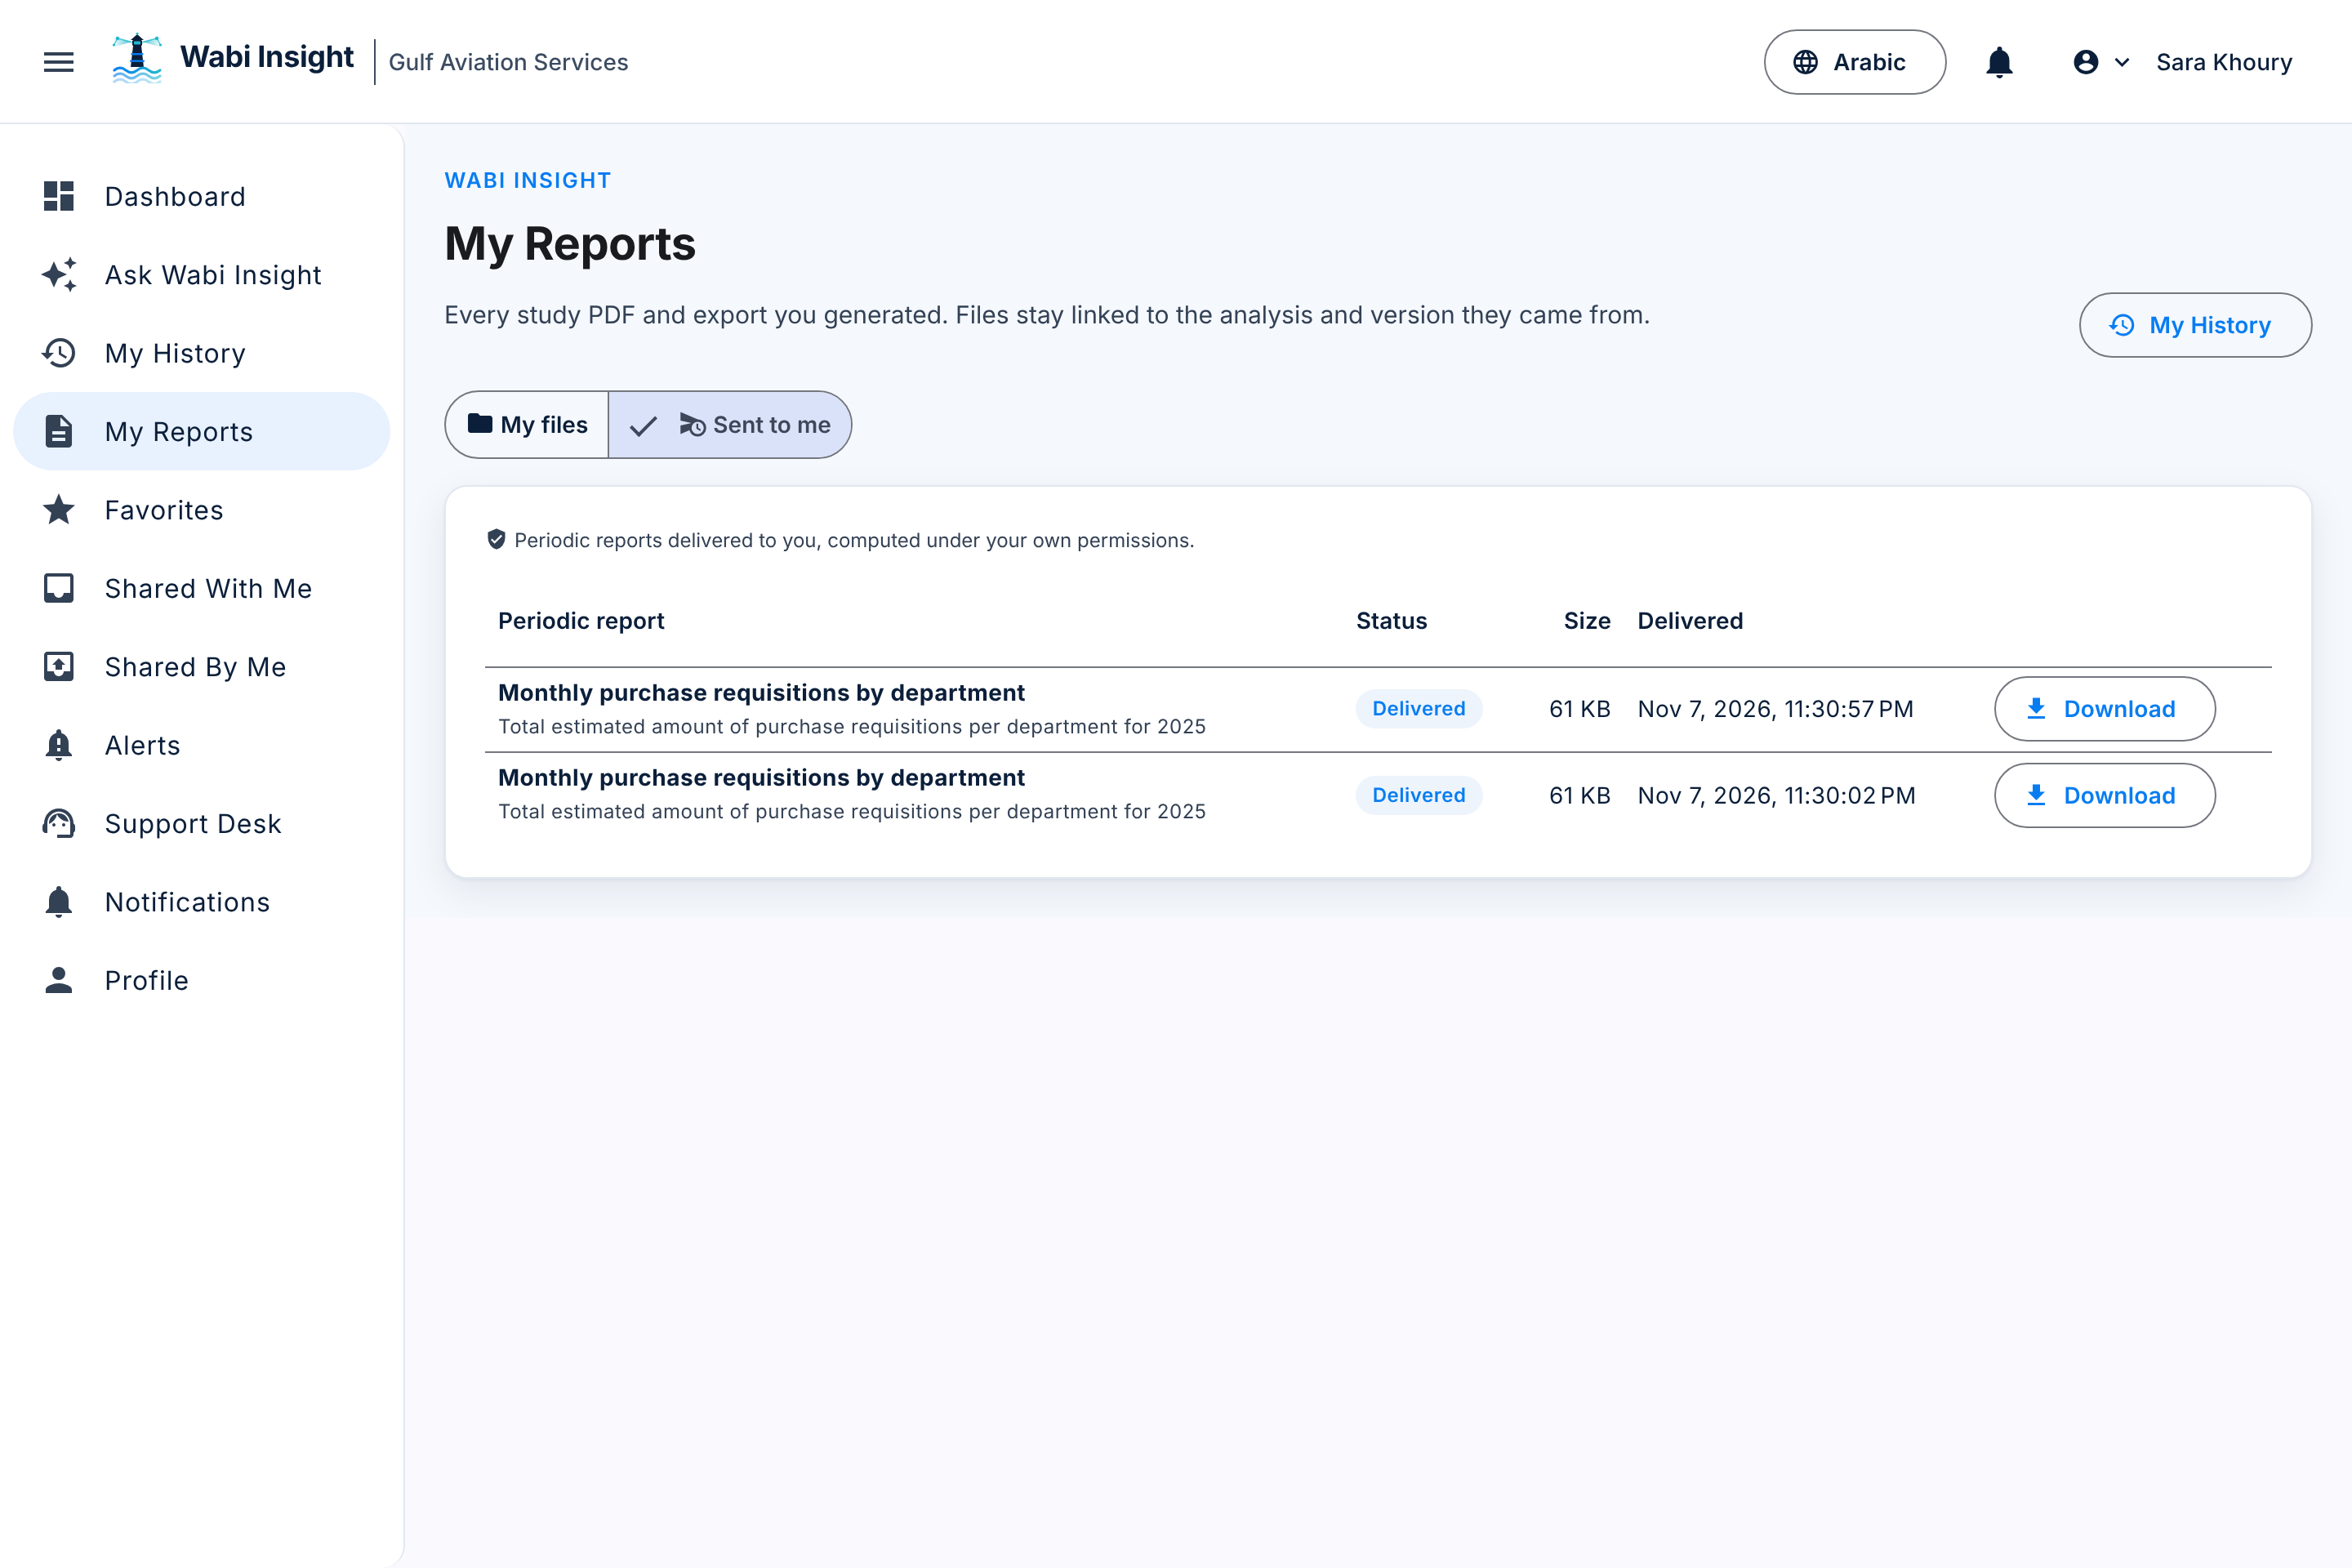 Wabi Insight
Gulf Aviation Services
Arabic
Sara Khoury
Dashboard
Ask Wabi Insight
My History
My Reports
Favorites
Shared With Me
Shared By Me
Alerts
Support Desk
Notifications
Profile
WABI INSIGHT
My Reports
Every study PDF and export you generated. Files stay linked to the analysis and version they came from.
My History
My files
Sent to me
Periodic reports delivered to you, computed under your own permissions.
Periodic report Status Size Delivered
Monthly purchase requisitions by department
Total estimated amount of purchase requisitions per department for 2025
Delivered 61 KB Nov 7, 2026, 11:30:57 PM Download
Monthly purchase requisitions by department
Total estimated amount of purchase requisitions per department for 2025
Delivered 61 KB Nov 7, 2026, 11:30:02 PM Download